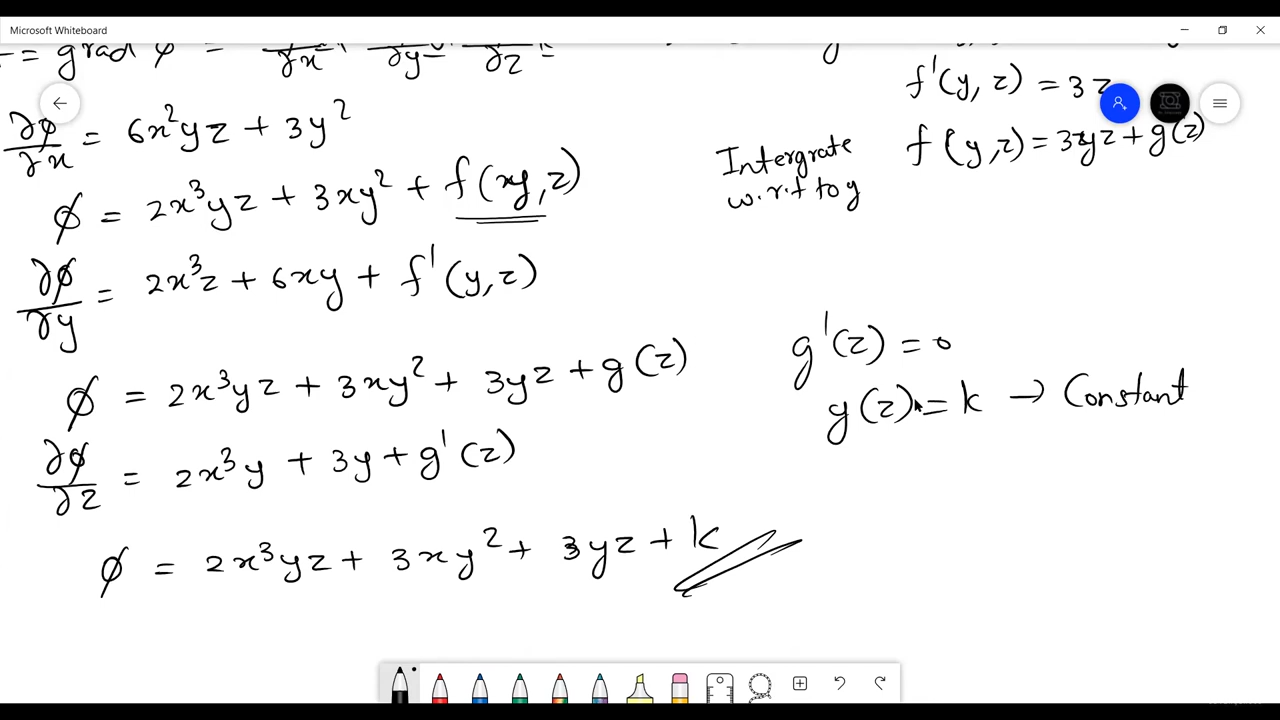 Microsoft Whiteboard
= grad ϕ = ∂x ∂y ∂z
∂ϕ/∂x = 6x²yz + 3y²
ϕ = 2x³yz + 3xy² + f(y,z)
∂ϕ/∂y = 2x³z + 6xy + f'(y,z)
ϕ = 2x³yz + 3xy² + 3yz + g(z)
∂ϕ/∂z = 2x³y + 3y + g'(z)
ϕ = 2x³yz + 3xy² + 3yz + k
f'(y,z) = 3z
Intergrate
w.r.t to y
f(y,z) = 3yz + g(z)
g'(z) = 0
g(z) = k → Constant